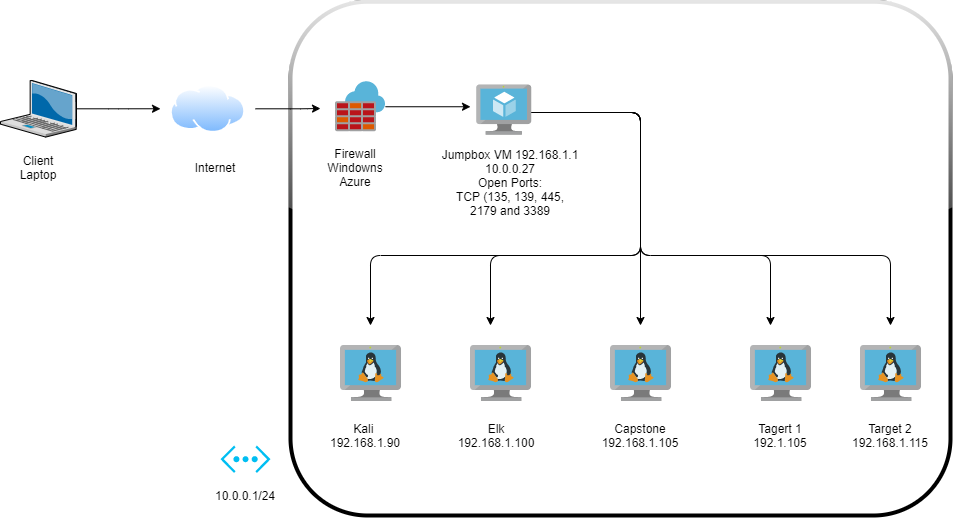 Client
Laptop
Internet
Firewall
Windowns
Azure
Jumpbox VM 192.168.1.1
10.0.0.27
Open Ports:
TCP (135, 139, 445,
2179 and 3389
Kali
192.168.1.90
Elk
192.168.1.100
Capstone
192.168.1.105
Tagert 1
192.1.105
Target 2
192.168.1.115
10.0.0.1/24